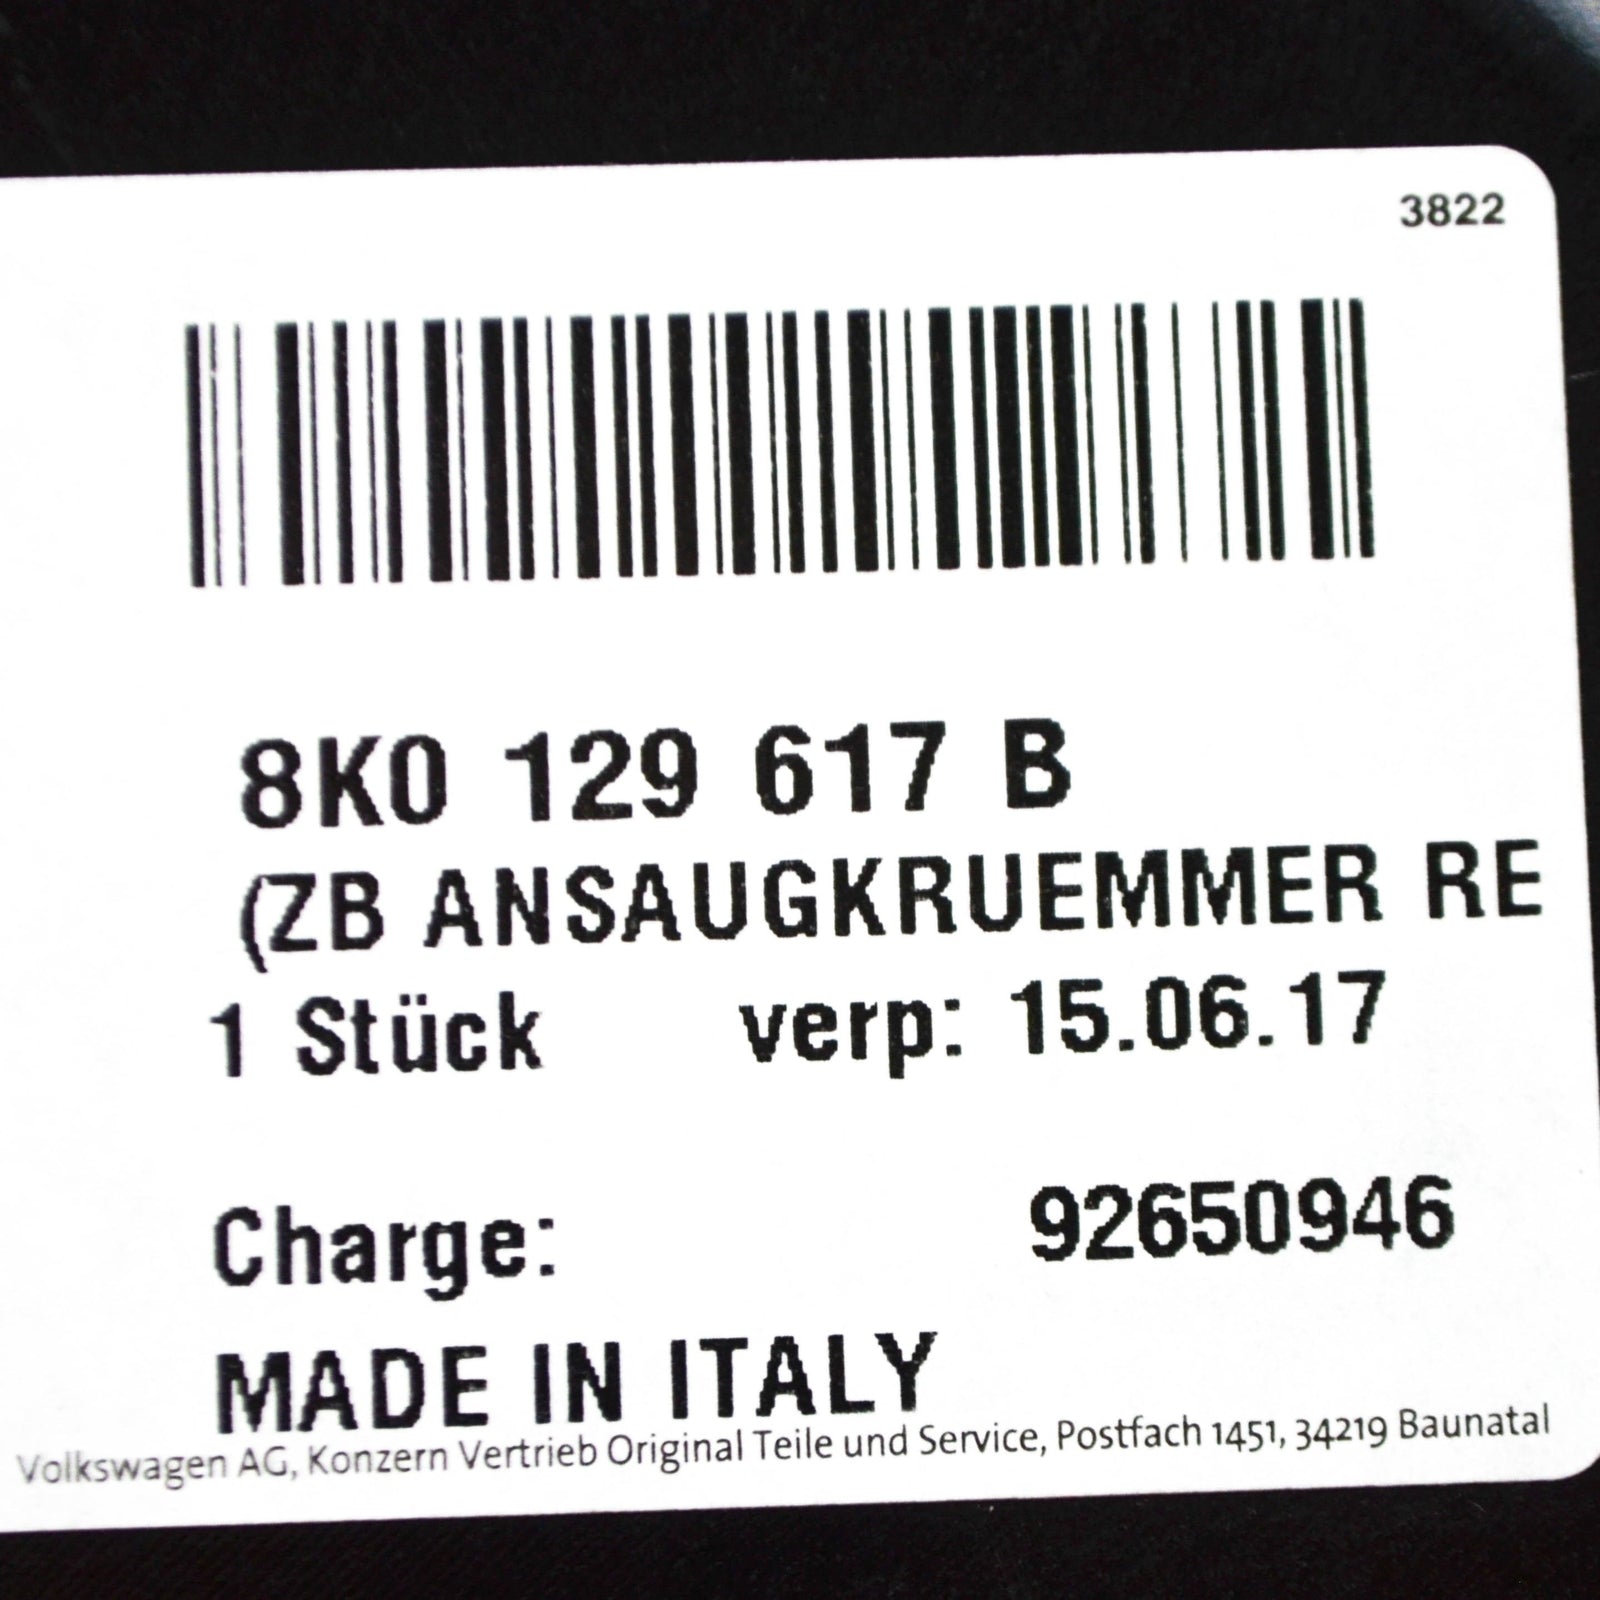 3822
8K0 129 617 B
(ZB ANSAUGKRUEMMER RE
1 Stück verp: 15.06.17
Charge: 92650946
MADE IN ITALY
Volkswagen AG, Konzern Vertrieb Original Teile und Service, Postfach 1451, 34219 Baunatal